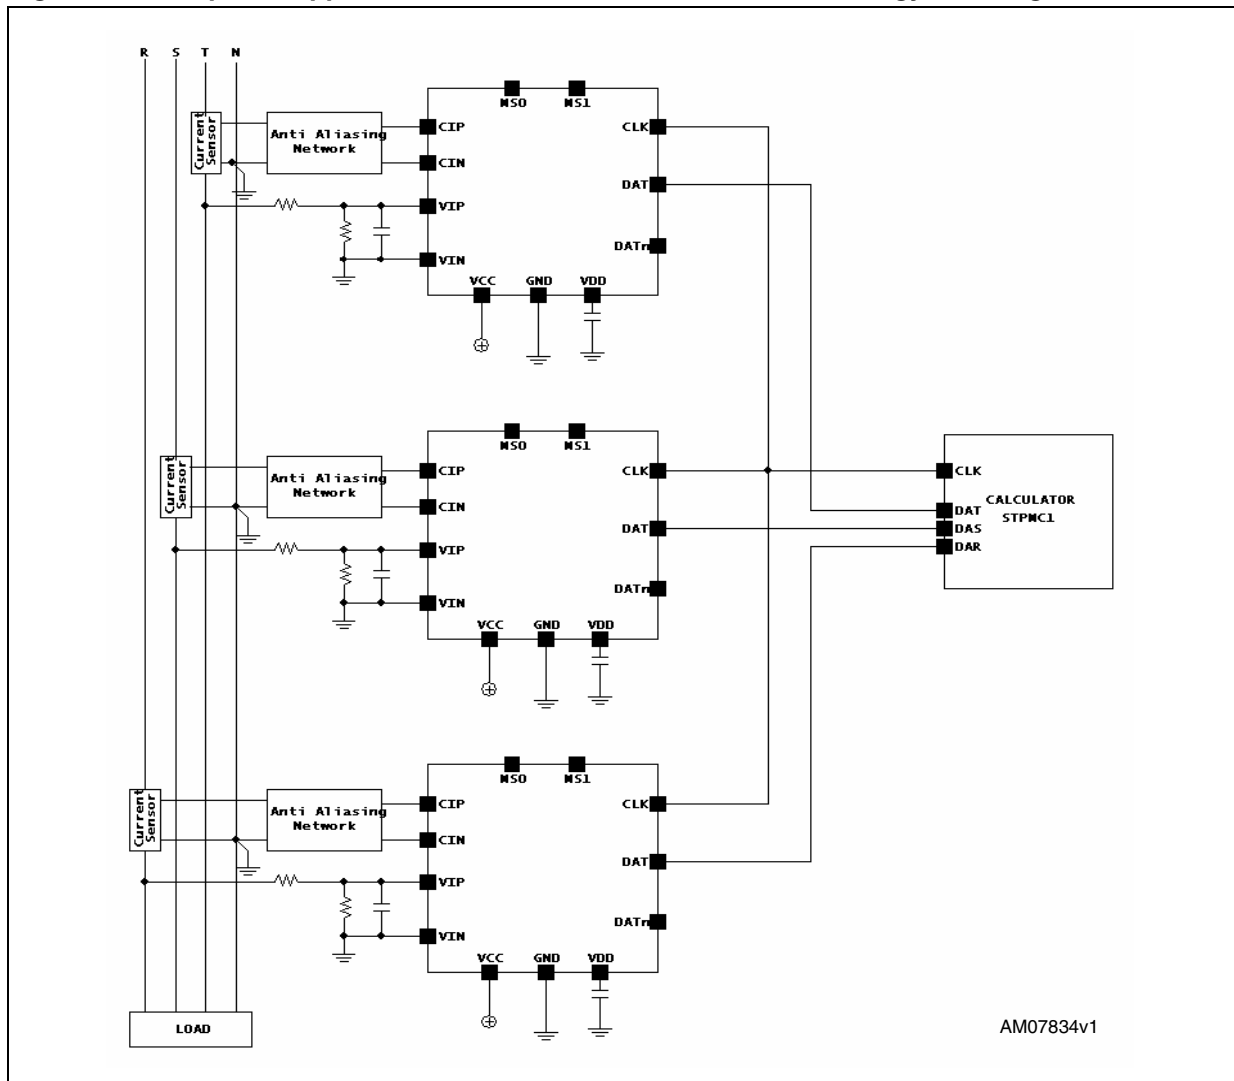 R S T N
MS0 MS1
Current
Sensor
Anti Aliasing
Network
CIP
CIN
VIP
VIN
CLK
DAT
DATn
VCC GND VDD
MS0 MS1
Current
Sensor
Anti Aliasing
Network
CIP
CIN
VIP
VIN
CLK
DAT
DATn
VCC GND VDD
CLK
DAT
DAS
DAR
CALCULATOR
STPMC1
MS0 MS1
Current
Sensor
Anti Aliasing
Network
CIP
CIN
VIP
VIN
CLK
DAT
DATn
VCC GND VDD
LOAD
AM07834v1